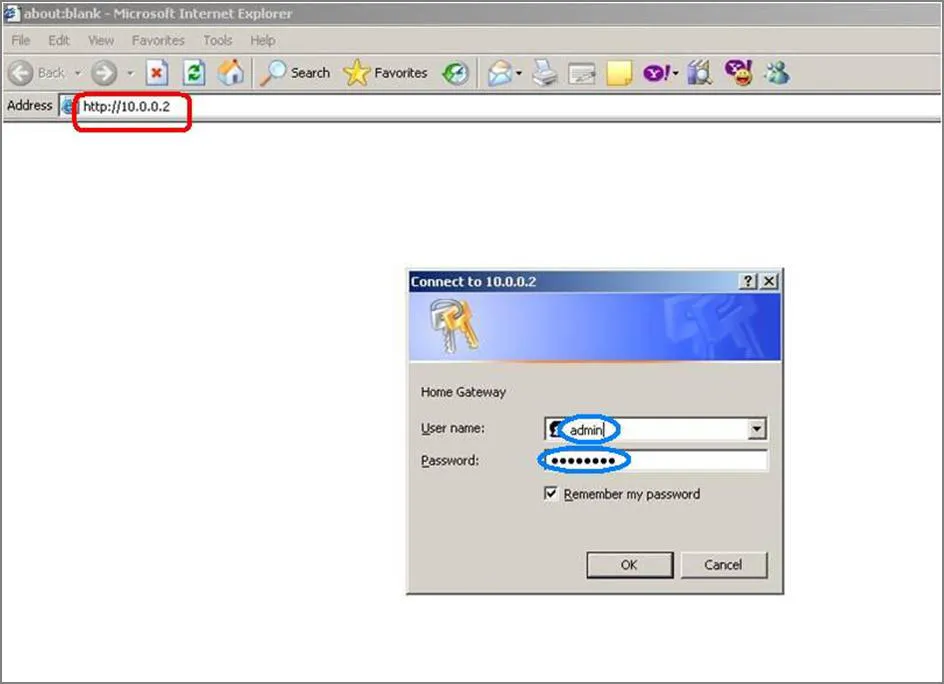 about:blank - Microsoft Internet Explorer
File Edit View Favorites Tools Help
Back Search Favorites Y!
Address http://10.0.0.2
Connect to 10.0.0.2
Home Gateway
User name: admin
Password: ●●●●●●●●
Remember my password
OK Cancel